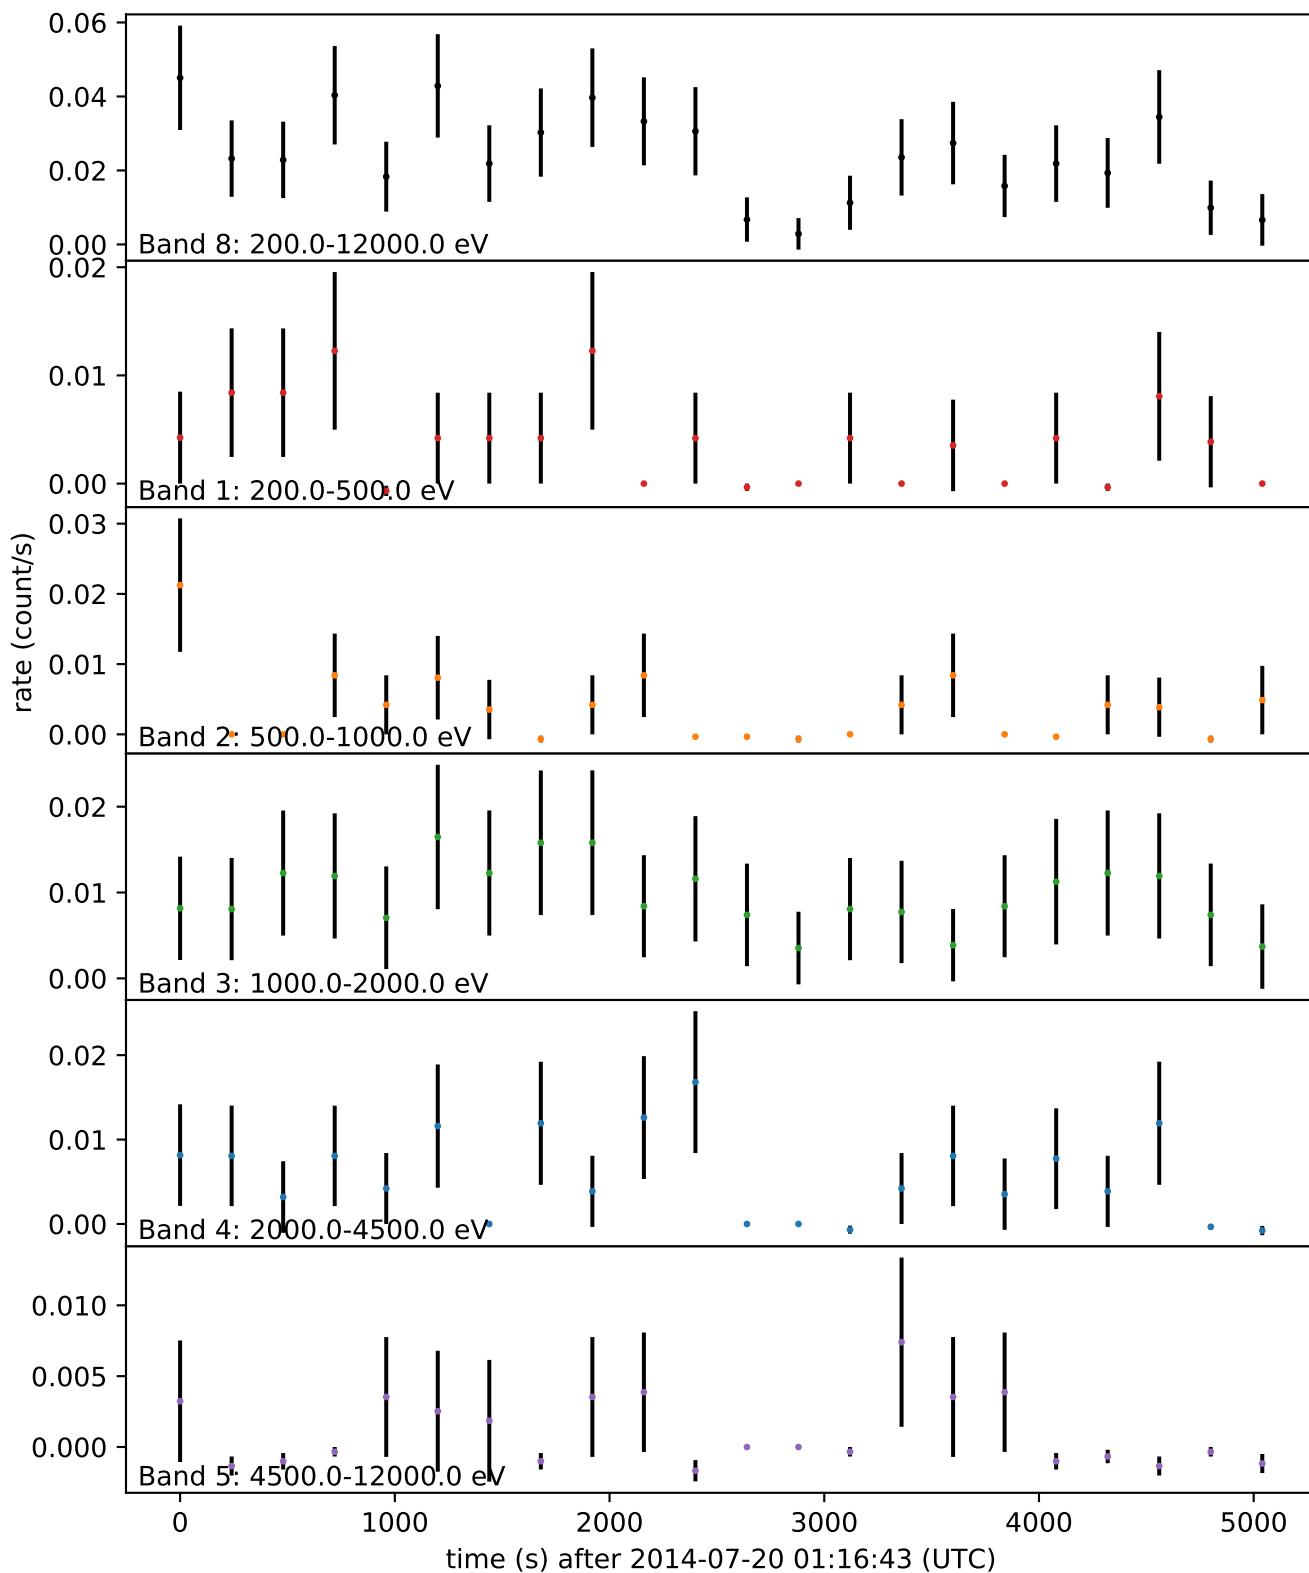 0.06
0.04
0.02
0.00
Band 8: 200.0-12000.0 eV
0.02
0.01
0.00
Band 1: 200.0-500.0 eV
0.03
0.02
0.01
0.00
Band 2: 500.0-1000.0 eV
rate (count/s)
0.02
0.01
0.00
Band 3: 1000.0-2000.0 eV
0.02
0.01
0.00
Band 4: 2000.0-4500.0 eV
0.010
0.005
0.000
Band 5: 4500.0-12000.0 eV
0 1000 2000 3000 4000 5000
time (s) after 2014-07-20 01:16:43 (UTC)